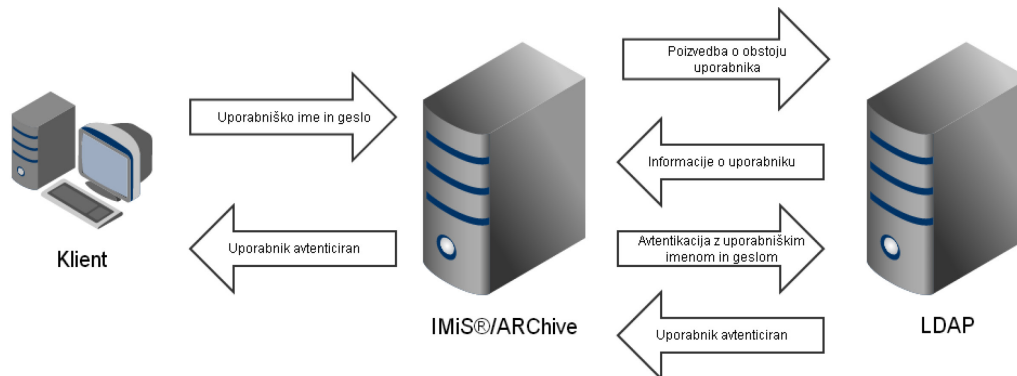 Poizvedba o obstoju
uporabnika
Uporabniško ime in geslo
Informacije o uporabniku
Uporabnik avtenticiran
Avtentikacija z uporabniškim
imenom in geslom
Klient
IMiS®/ARChive
Uporabnik avtenticiran
LDAP